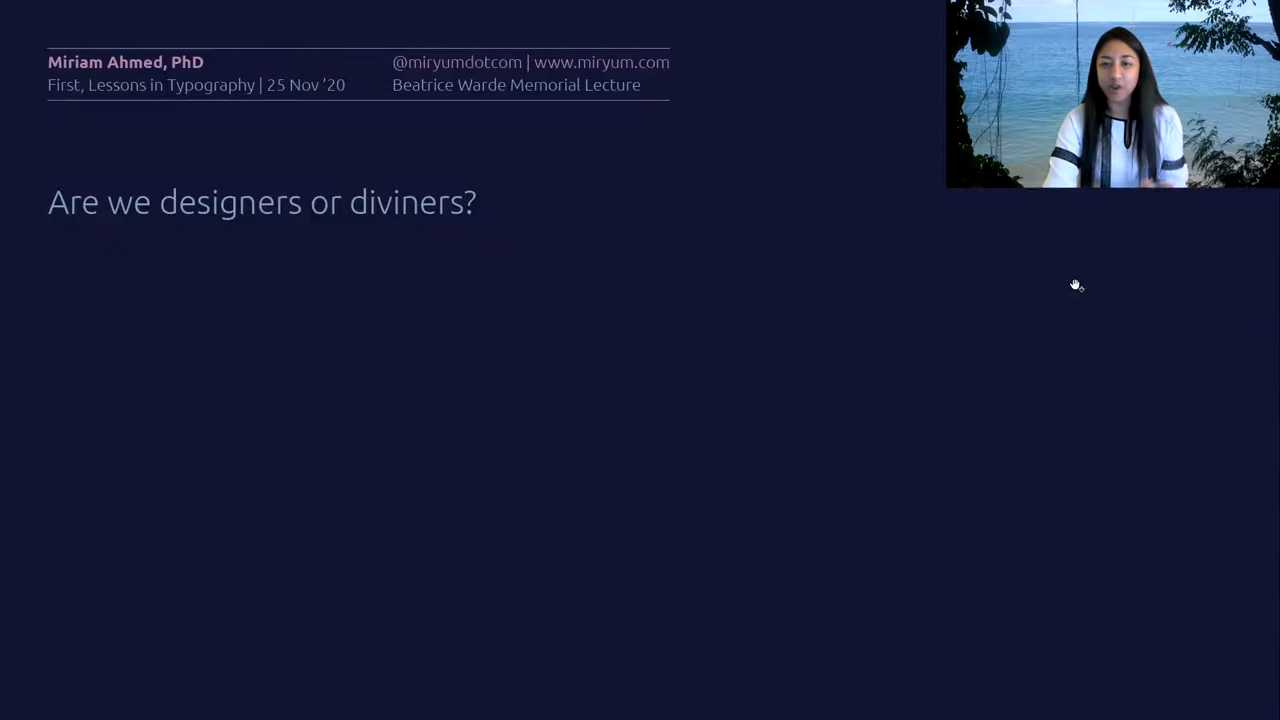 Miriam Ahmed, PhD
First, Lessons in Typography | 25 Nov ’20
@miryumdotcom | www.miryum.com
Beatrice Warde Memorial Lecture
Are we designers or diviners?